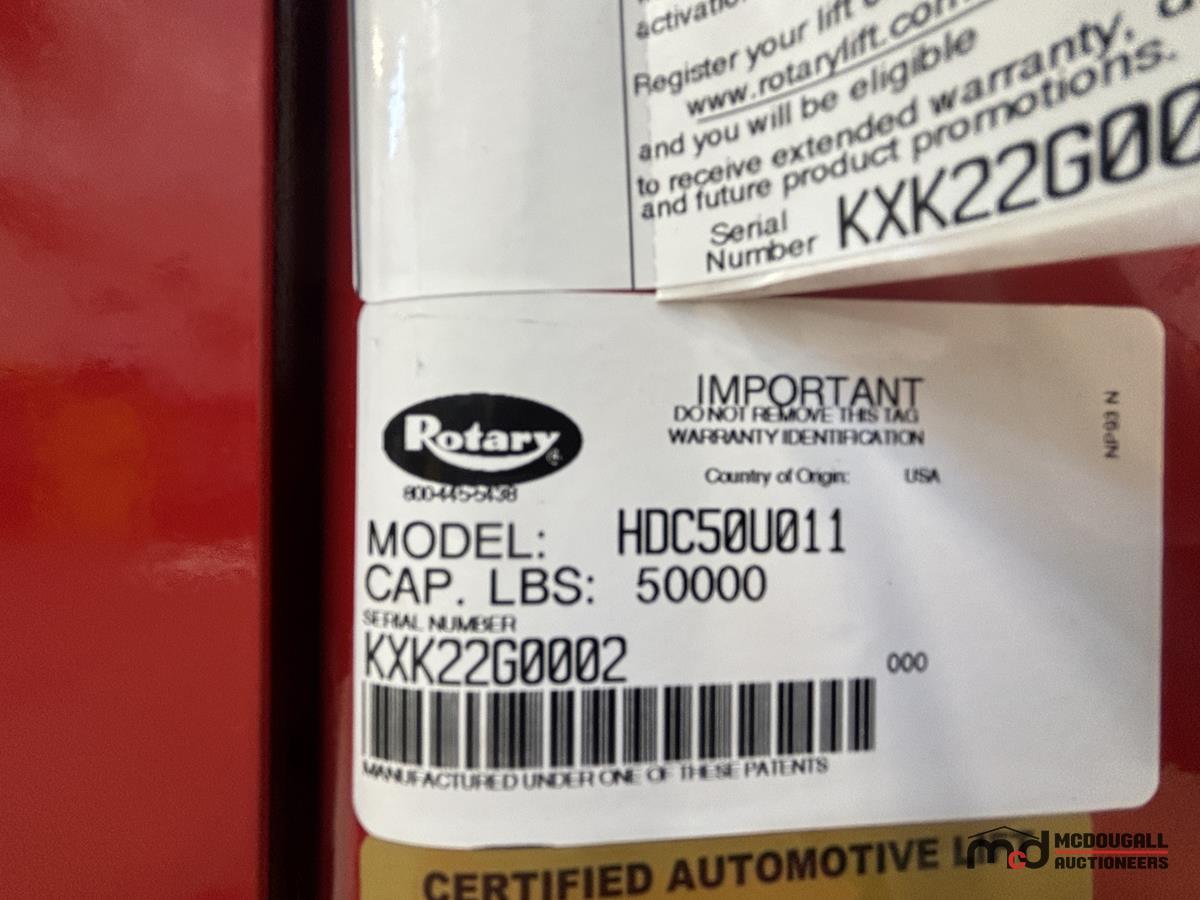 activatio
Register your lift
www.rotarylift.com
and you will be eligible
to receive extended warranty,
and future product promotions.
Serial
Number KXK22G00
Rotary
800-445-5438
IMPORTANT
DO NOT REMOVE THIS TAG
WARRANTY IDENTIFICATION
Country of Origin: USA
NP93 N
MODEL: HDC50U011
CAP. LBS: 50000
SERIAL NUMBER
KXK22G0002
000
MANUFACTURED UNDER ONE OF THESE PATENTS
CERTIFIED AUTOMOTIVE
mcd MCDOUGALL
AUCTIONEERS